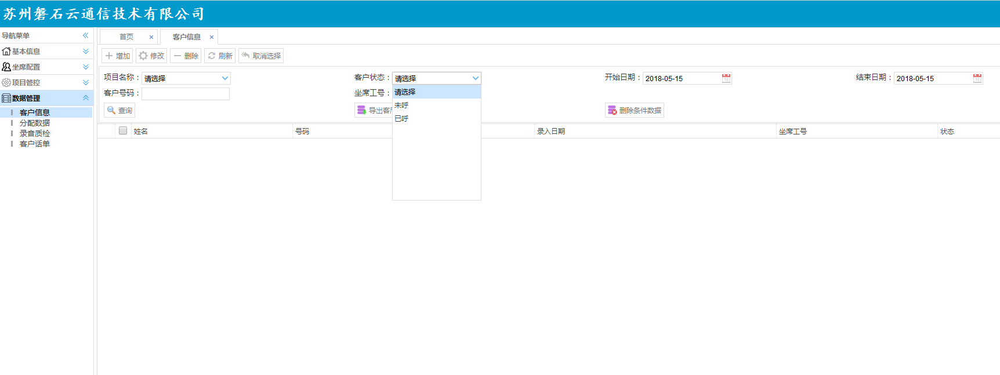 苏州磐石云通信技术有限公司
导航菜单
基本信息
坐席配置
项目管控
数据管理
客户信息
分配数据
录音质检
客户话单
首页 客户信息
增加 修改 删除 刷新 取消选择
项目名称： 请选择 客户状态： 请选择 开始日期： 2018-05-15 结束日期： 2018-05-15
客户号码： 坐席工号：
请选择
未呼
已呼
查询 导出客 删除条件数据
姓名 号码 录入日期 坐席工号 状态